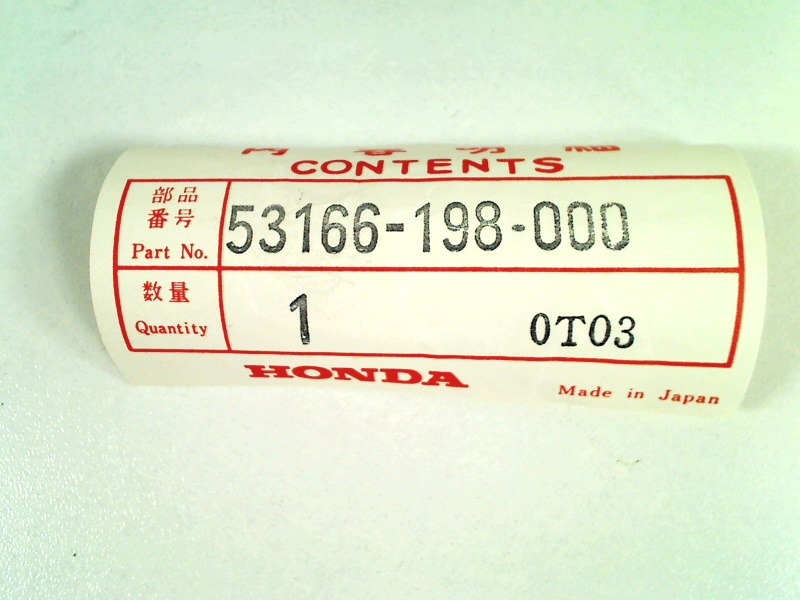 CONTENTS
部品
番号
Part No.
53166-198-000
数量
Quantity
1
0T03
HONDA
Made in Japan